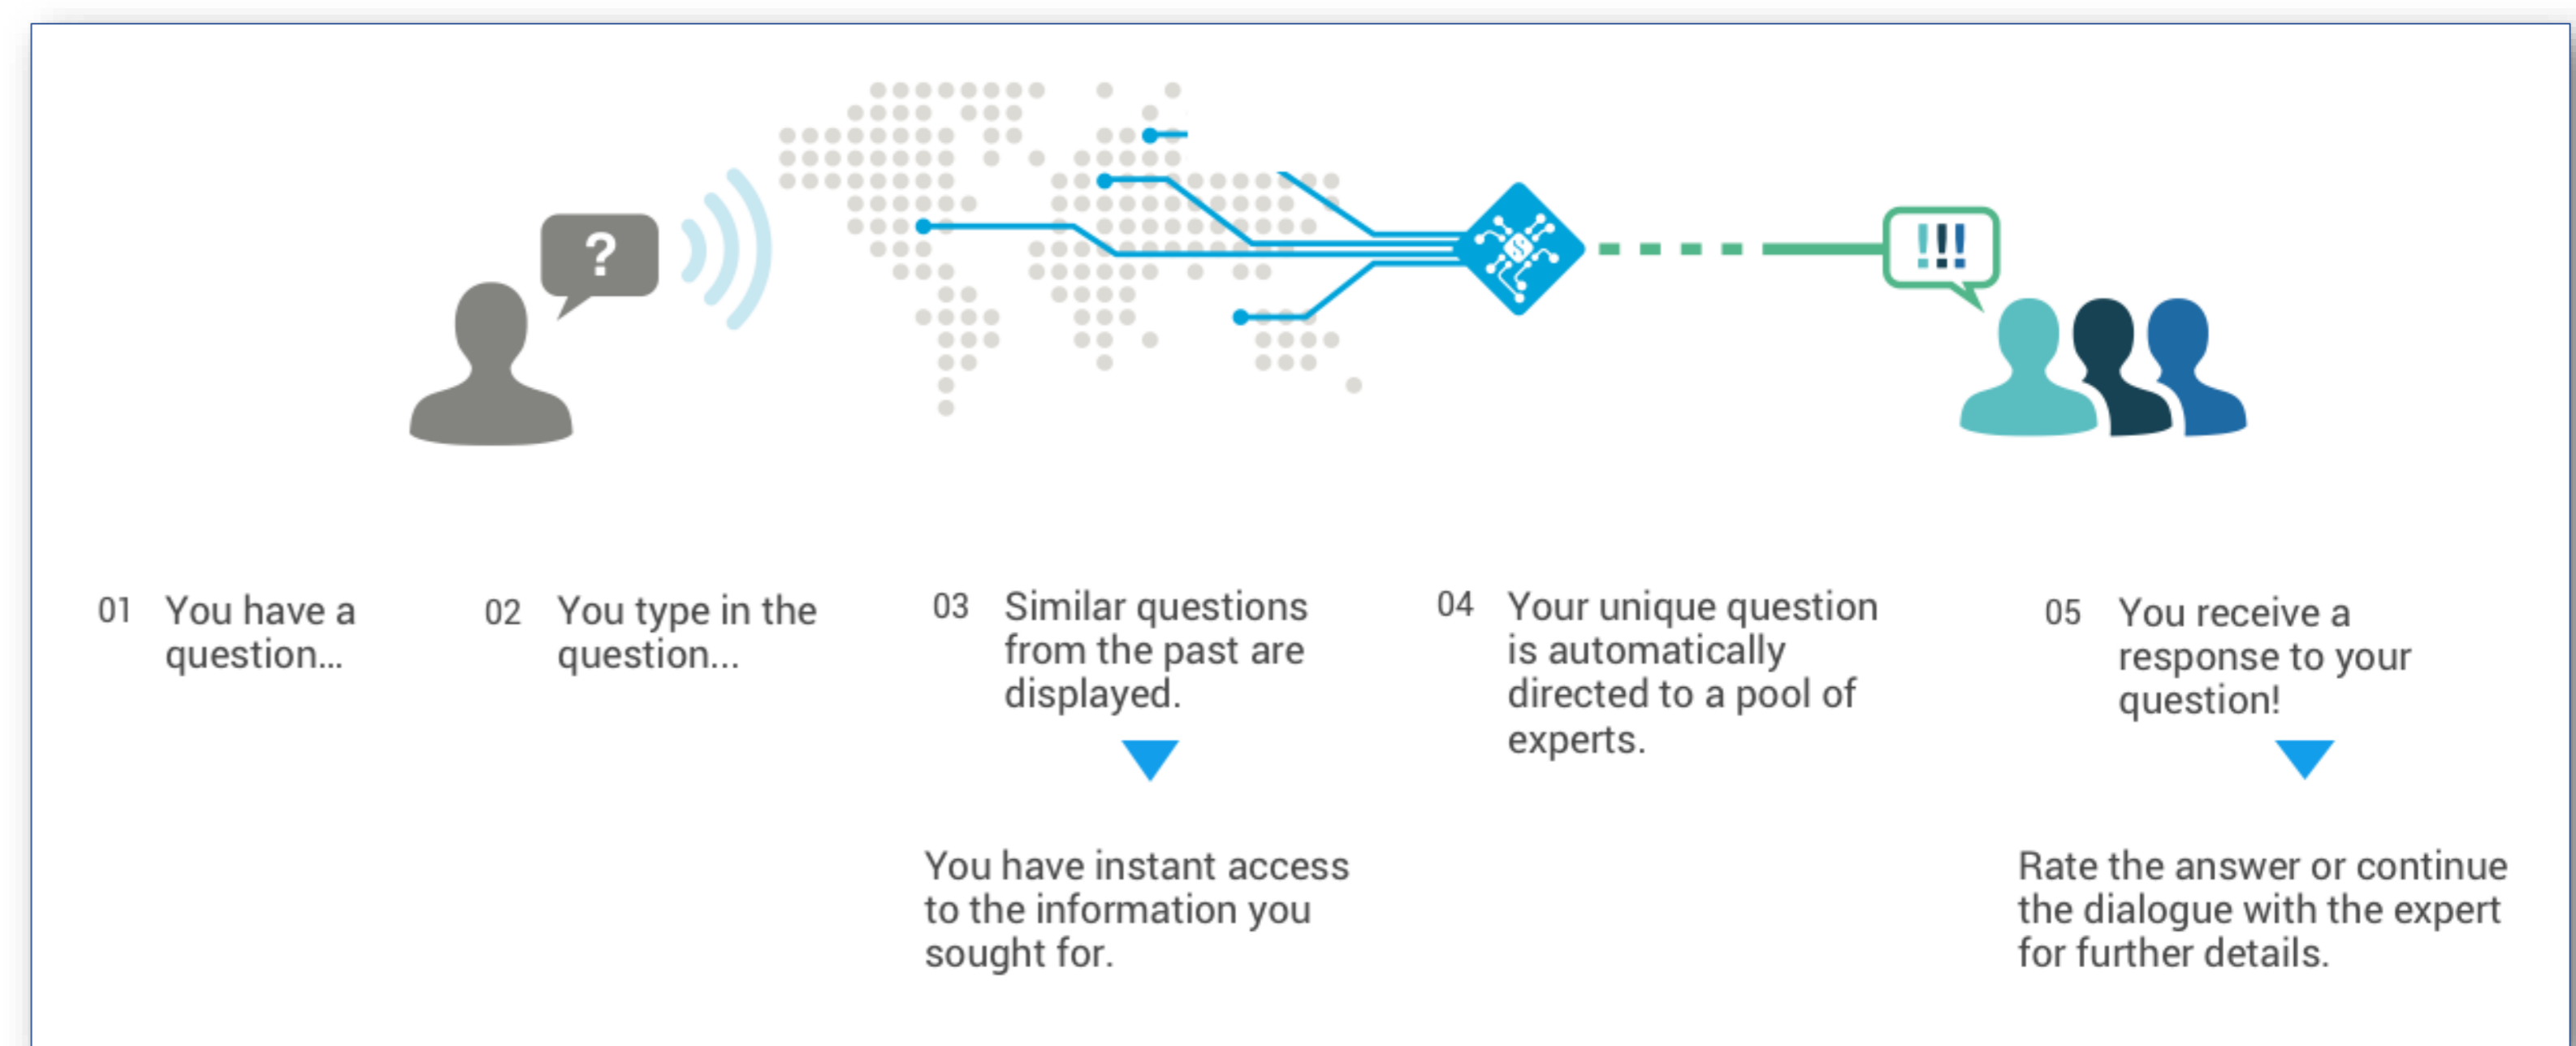 ?
!!!
01 You have a
question...
02 You type in the
question...
03 Similar questions
from the past are
displayed.
You have instant access
to the information you
sought for.
04 Your unique question
is automatically
directed to a pool of
experts.
05 You receive a
response to your
question!
Rate the answer or continue
the dialogue with the expert
for further details.